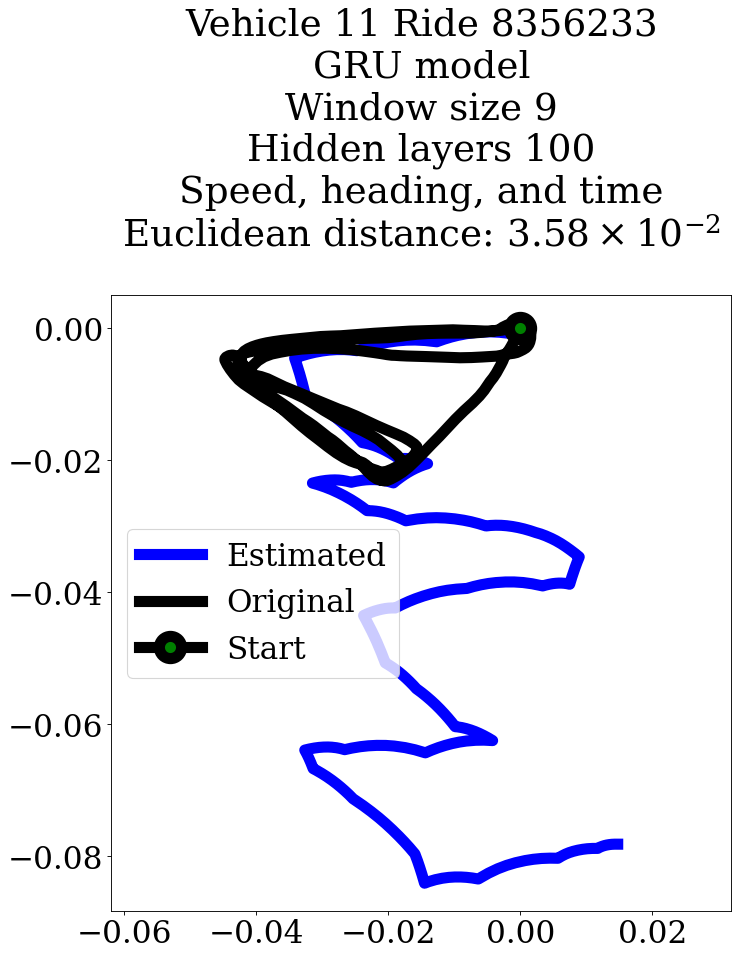 Vehicle 11 Ride 8356233
GRU model
Window size 9
Hidden layers 100
Speed, heading, and time
Euclidean distance: 3.58 × 10⁻²
0.00
−0.02
−0.04
−0.06
−0.08
Estimated
Original
Start
−0.06 −0.04 −0.02 0.00 0.02